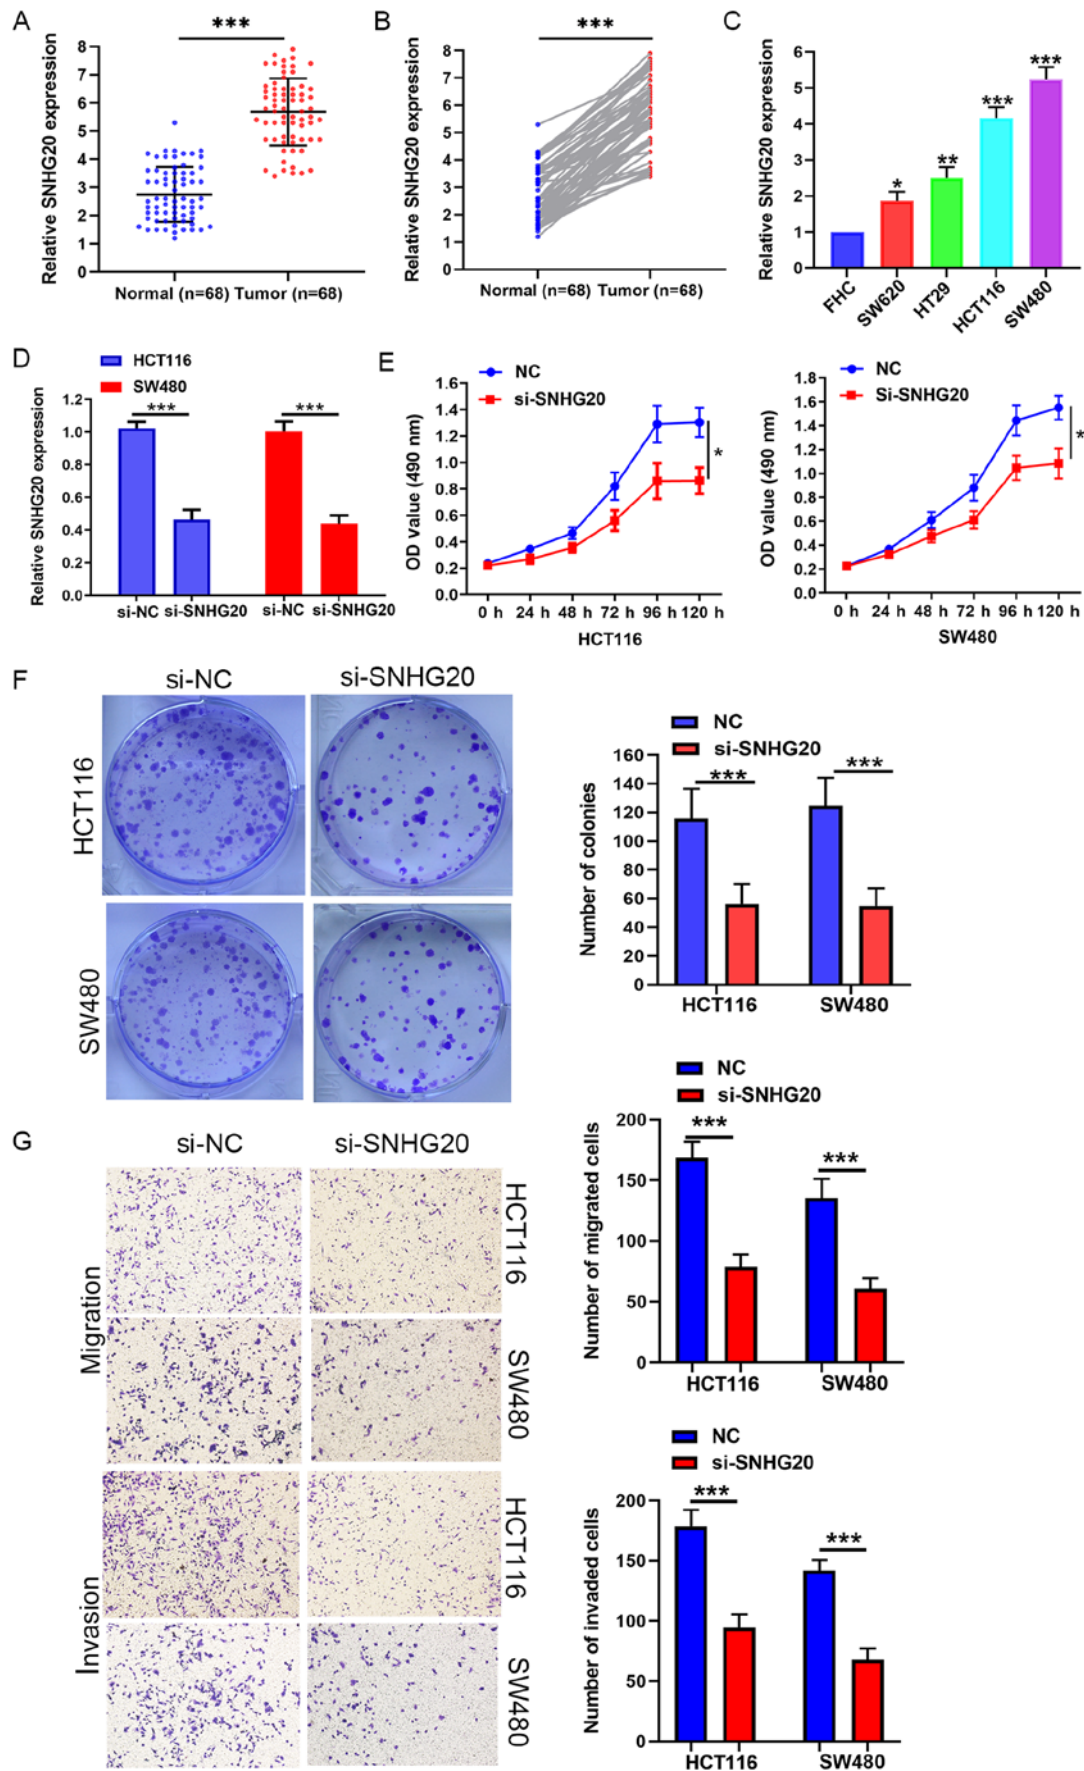 A
***
Relative SNHG20 expression
8
7
6
5
4
3
2
1
0
Normal (n=68) Tumor (n=68)
B
***
Relative SNHG20 expression
8
7
6
5
4
3
2
1
0
Normal (n=68) Tumor (n=68)
C
Relative SNHG20 expression
6
5
4
3
2
1
0
*
**
***
***
FHC
SW620
HT29
HCT116
SW480
D
HCT116
SW480
Relative SNHG20 expression
1.2
1.0
0.8
0.6
0.4
0.2
0.0
***
***
si-NC si-SNHG20 si-NC si-SNHG20
E
NC
si-SNHG20
OD value (490 nm)
1.6
1.4
1.2
1.0
0.8
0.6
0.4
0.2
0.0
*
0 h 24 h 48 h 72 h 96 h 120 h
HCT116
NC
Si-SNHG20
OD value (490 nm)
1.8
1.6
1.4
1.2
1.0
0.8
0.6
0.4
0.2
0.0
*
0 h 24 h 48 h 72 h 96 h 120 h
SW480
F
si-NC si-SNHG20
HCT116
SW480
NC
si-SNHG20
Number of colonies
160
140
120
100
80
60
40
20
0
***
***
HCT116 SW480
G
si-NC si-SNHG20
Migration
HCT116
SW480
Invasion
HCT116
SW480
NC
si-SNHG20
Number of migrated cells
200
150
100
50
0
***
***
HCT116 SW480
NC
si-SNHG20
Number of invaded cells
200
150
100
50
0
***
***
HCT116 SW480